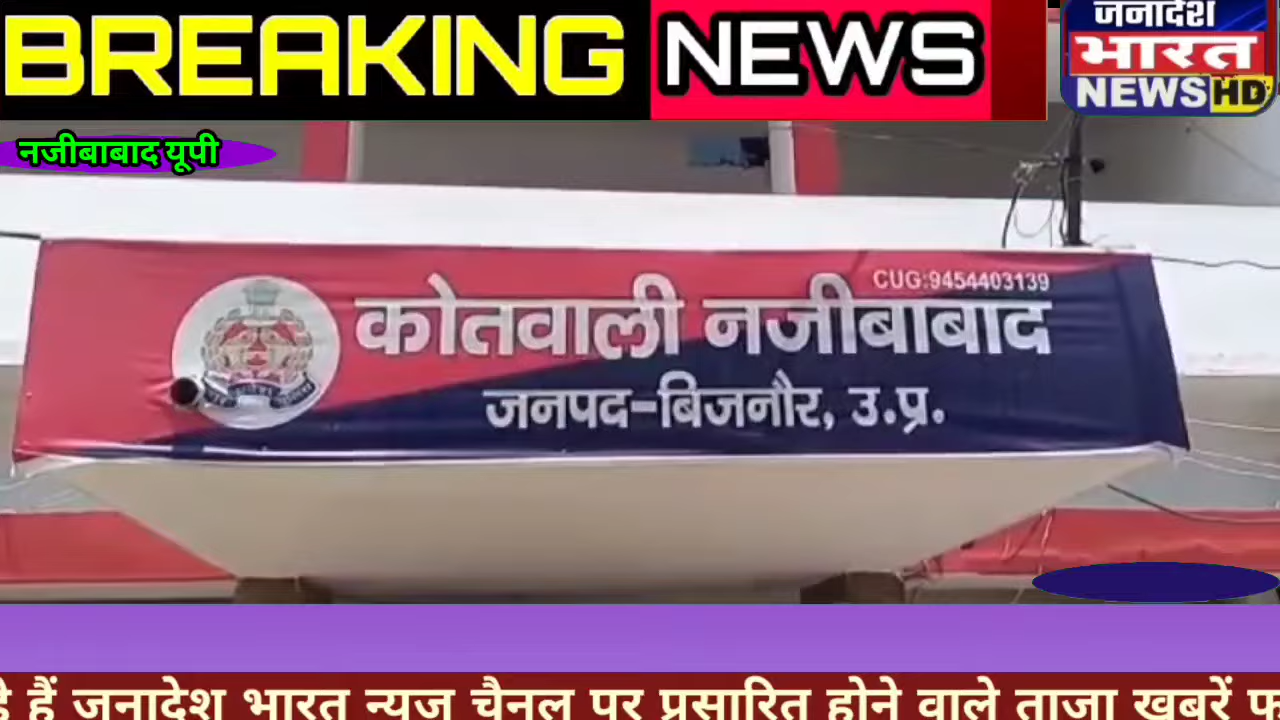 BREAKING NEWS
जनादेश
भारत
NEWS HD
नजीबाबाद यूपी
CUG:9454403139
कोतवाली नजीबाबाद
जनपद-बिजनौर, उ.प्र.
हैं जनादेश भारत न्यूज चैनल पर प्रसारित होने वाले ताजा खबरें